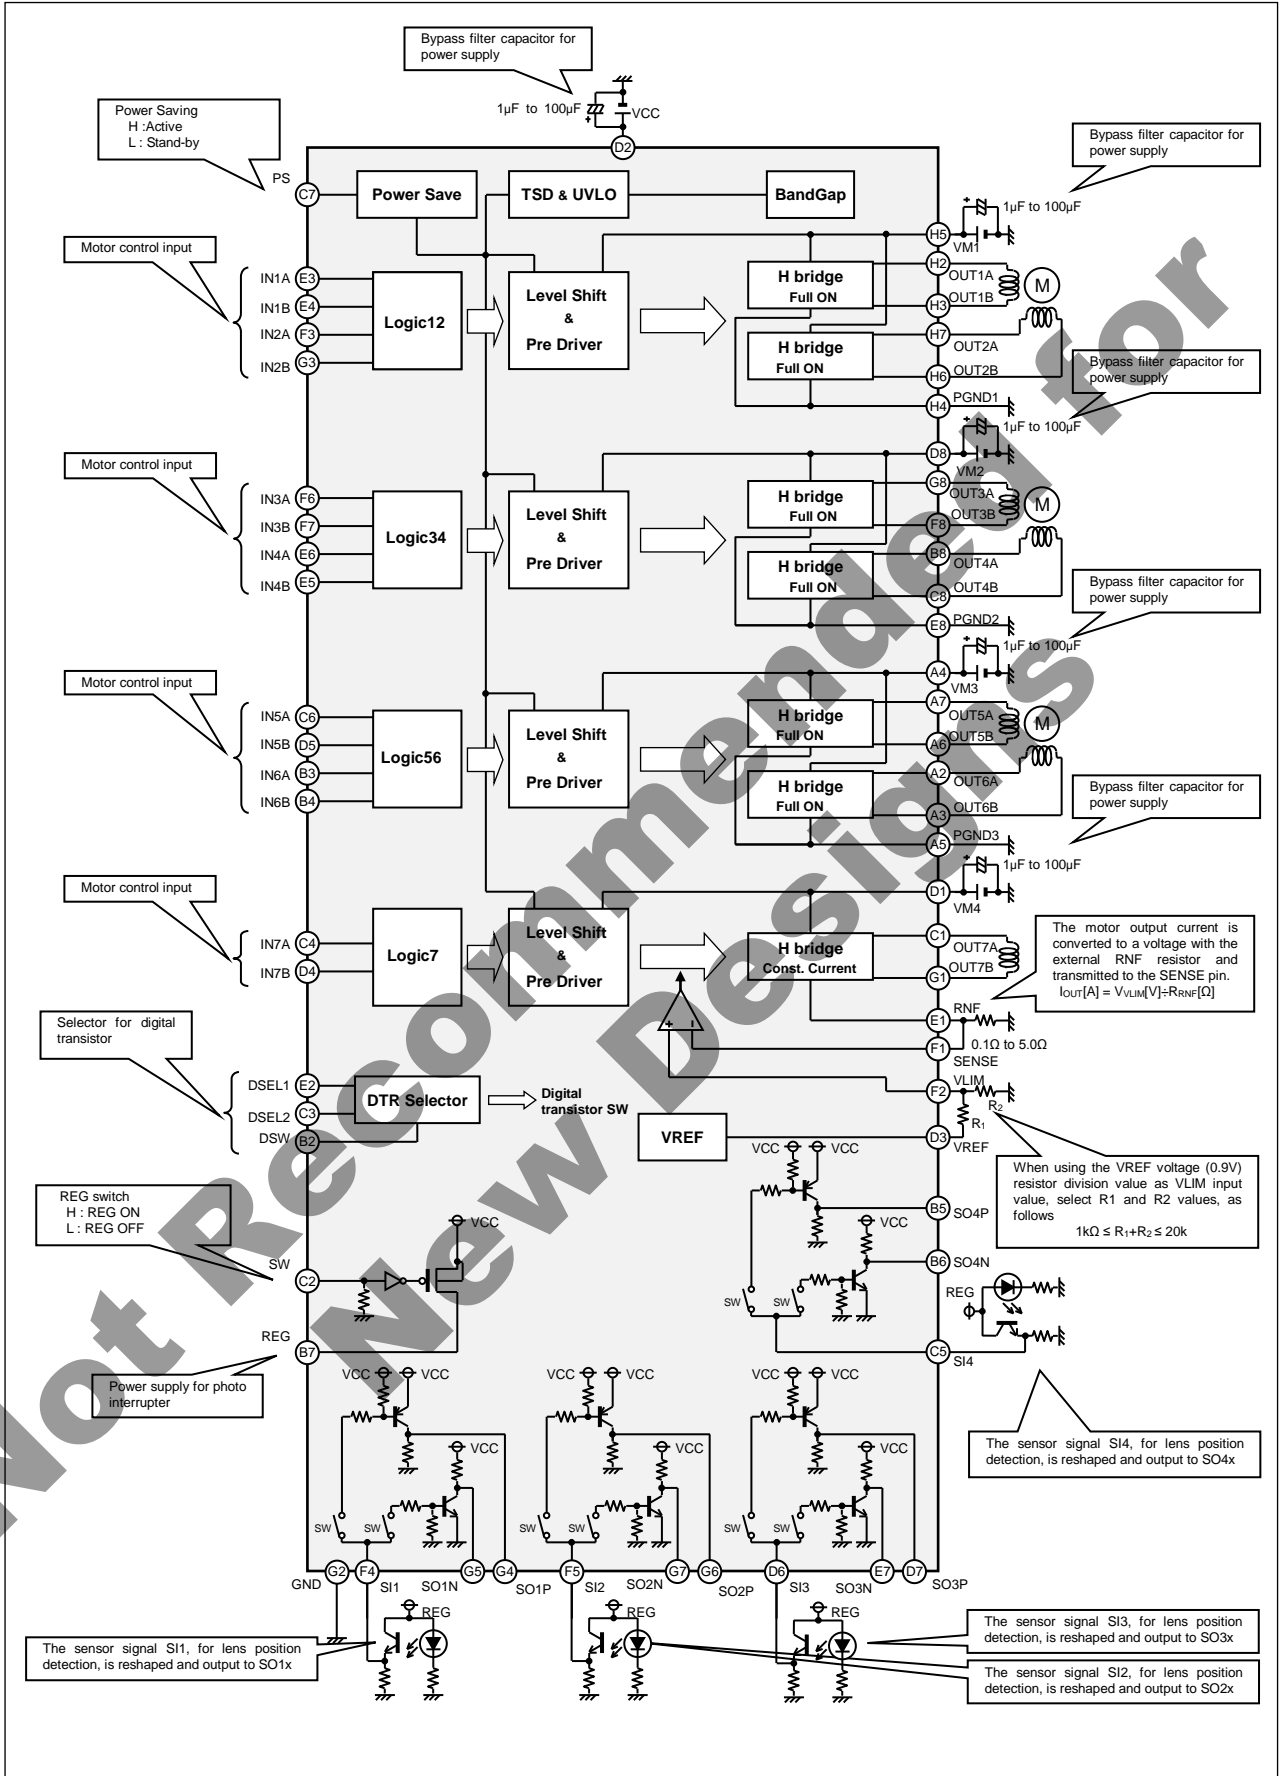 Bypass filter capacitor for
power supply
1µF to 100µF
VCC
D2
Power Saving
H :Active
L : Stand-by
PS
C7
Power Save
TSD & UVLO
BandGap
Bypass filter capacitor for
power supply
1µF to 100µF
H5
VM1
Motor control input
IN1A E3
IN1B E4
IN2A F3
IN2B G3
Logic12
Level Shift
&
Pre Driver
H bridge
Full ON
H bridge
Full ON
H2
OUT1A
OUT1B
H3
M
H7
OUT2A
OUT2B
H6
H4 PGND1
Bypass filter capacitor for
power supply
1µF to 100µF
D8
VM2
Motor control input
IN3A F6
IN3B F7
IN4A E6
IN4B E5
Logic34
Level Shift
&
Pre Driver
H bridge
Full ON
H bridge
Full ON
G8
OUT3A
OUT3B
F8
M
B8
OUT4A
OUT4B
C8
E8 PGND2
Bypass filter capacitor for
power supply
1µF to 100µF
A4
VM3
Motor control input
IN5A C6
IN5B D5
IN6A B3
IN6B B4
Logic56
Level Shift
&
Pre Driver
H bridge
Full ON
H bridge
Full ON
A7
OUT5A
OUT5B
A6
M
A2
OUT6A
OUT6B
A3
A5 PGND3
Bypass filter capacitor for
power supply
1µF to 100µF
D1
VM4
Motor control input
IN7A C4
IN7B D4
Logic7
Level Shift
&
Pre Driver
H bridge
Const. Current
C1
OUT7A
OUT7B
G1
The motor output current is
converted to a voltage with the
external RNF resistor and
transmitted to the SENSE pin.
IOUT[A] = VVLIM[V]÷RRNF[Ω]
+ −
E1 RNF
0.1Ω to 5.0Ω
F1
SENSE
Selector for digital
transistor
DSEL1 E2
DSEL2 C3
DSW B2
DTR Selector
Digital
transistor SW
VREF
F2 VLIM
R2
R1
D3 VREF
When using the VREF voltage (0.9V)
resistor division value as VLIM input
value, select R1 and R2 values, as
follows
1kΩ ≤ R1+R2 ≤ 20k
REG switch
H : REG ON
L : REG OFF
SW
C2
VCC
REG
B7
Power supply for photo
interrupter
VCC VCC
B5 SO4P
VCC
B6 SO4N
SW SW
REG
C5 SI4
The sensor signal SI4, for lens position
detection, is reshaped and output to SO4x
VCC VCC
VCC
SW SW
VCC VCC
VCC
SW SW
VCC VCC
VCC
SW SW
G2 F4 G5 G4 F5 G7 G6 D6 E7 D7
GND SI1 SO1N SO1P SI2 SO2N SO2P SI3 SO3N SO3P
REG REG REG
The sensor signal SI1, for lens position
detection, is reshaped and output to SO1x
The sensor signal SI3, for lens position
detection, is reshaped and output to SO3x
The sensor signal SI2, for lens position
detection, is reshaped and output to SO2x
Not Recommended for
New Designs